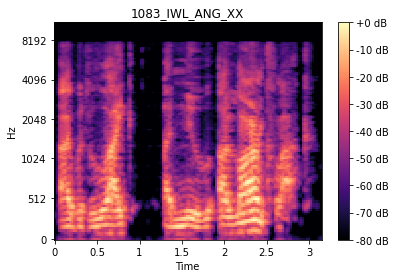 1083_IWL_ANG_XX
+0 dB
8192
-10 dB
4096
-20 dB
-30 dB
2048
Hz
-40 dB
1024
-50 dB
512
-60 dB
-70 dB
0
-80 dB
0 0.5 1 1.5 2 2.5 3
Time